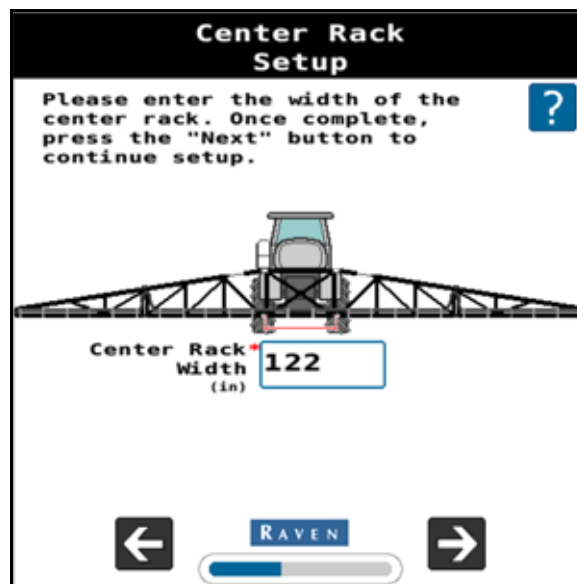 Center Rack
Setup
Please enter the width of the
center rack. Once complete,
press the "Next" button to
continue setup.
?
Center Rack*
Width
(in)
122
RAVEN